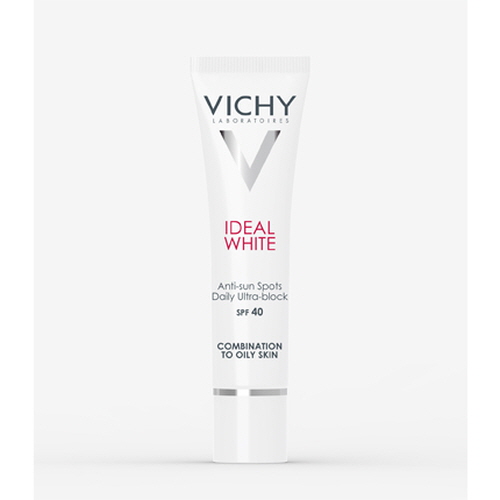 VICHY
LABORATOIRES
IDEAL
WHITE
Anti-sun Spots
Daily Ultra-block
SPF 40
COMBINATION
TO OILY SKIN